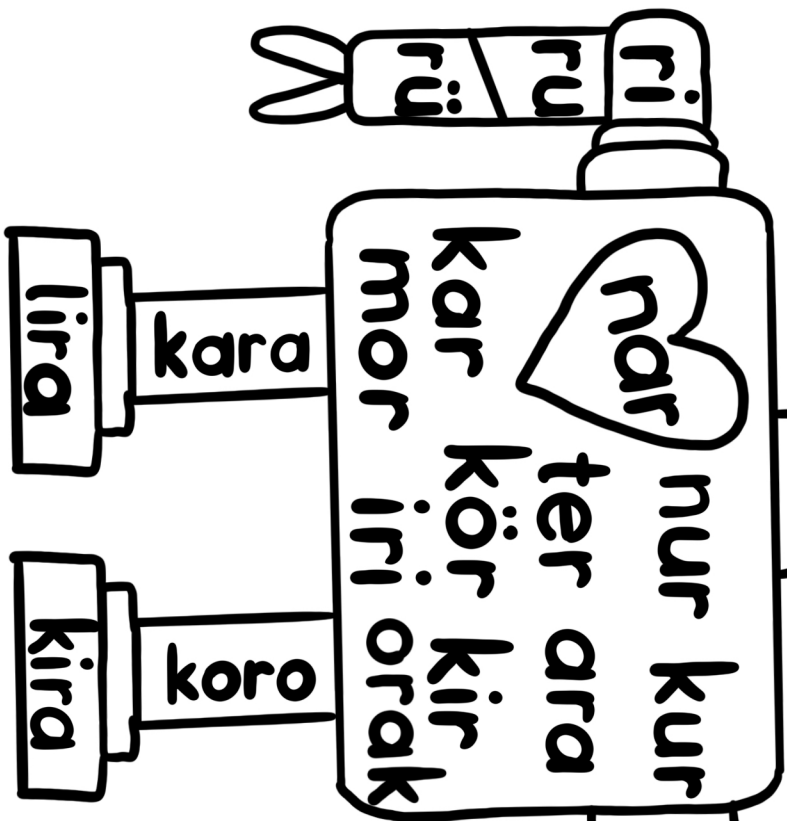 ri
ru
rü
nar
nur kur
ter ara
kar kör kir
mor iri orak
kara koro
lira kira